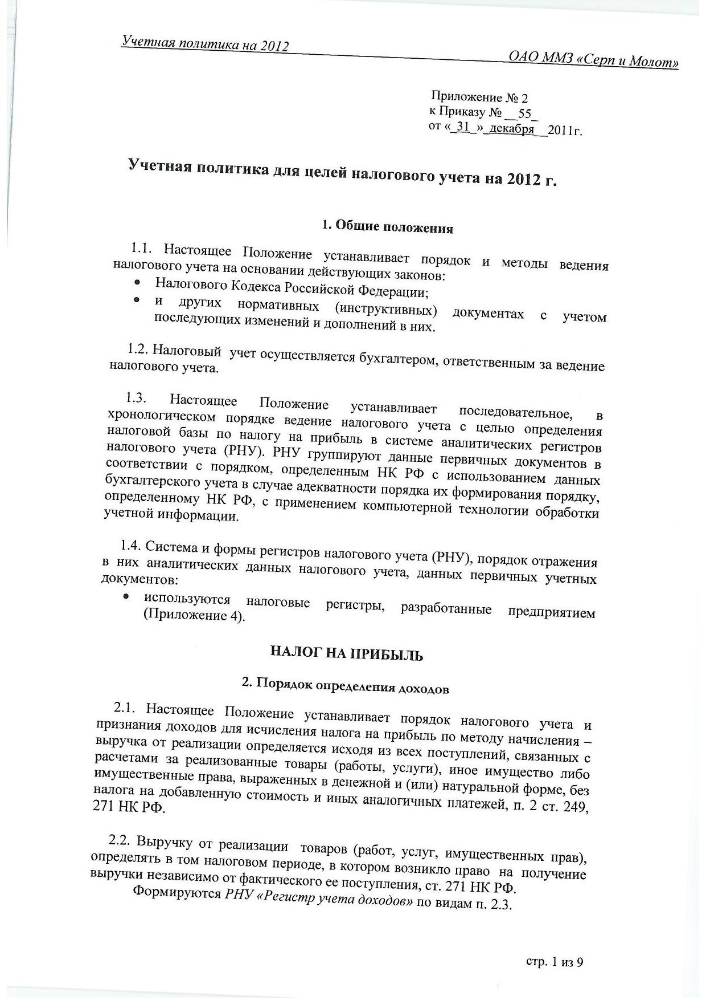 Учетная политика на 2012
ОАО ММЗ «Серп и Молот»
Приложение № 2
к Приказу № __55_
от «_31_»_декабря__2011г.
Учетная политика для целей налогового учета на 2012 г.
1. Общие положения
1.1. Настоящее Положение устанавливает порядок и методы ведения
налогового учета на основании действующих законов:
• Налогового Кодекса Российской Федерации;
• и других нормативных (инструктивных) документах с учетом
последующих изменений и дополнений в них.
1.2. Налоговый учет осуществляется бухгалтером, ответственным за ведение
налогового учета.
1.3. Настоящее Положение устанавливает последовательное, в
хронологическом порядке ведение налогового учета с целью определения
налоговой базы по налогу на прибыль в системе аналитических регистров
налогового учета (РНУ). РНУ группируют данные первичных документов в
соответствии с порядком, определенным НК РФ с использованием данных
бухгалтерского учета в случае адекватности порядка их формирования порядку,
определенному НК РФ, с применением компьютерной технологии обработки
учетной информации.
1.4. Система и формы регистров налогового учета (РНУ), порядок отражения
в них аналитических данных налогового учета, данных первичных учетных
документов:
• используются налоговые регистры, разработанные предприятием
(Приложение 4).
НАЛОГ НА ПРИБЫЛЬ
2. Порядок определения доходов
2.1. Настоящее Положение устанавливает порядок налогового учета и
признания доходов для исчисления налога на прибыль по методу начисления –
выручка от реализации определяется исходя из всех поступлений, связанных с
расчетами за реализованные товары (работы, услуги), иное имущество либо
имущественные права, выраженных в денежной и (или) натуральной форме, без
налога на добавленную стоимость и иных аналогичных платежей, п. 2 ст. 249,
271 НК РФ.
2.2. Выручку от реализации товаров (работ, услуг, имущественных прав),
определять в том налоговом периоде, в котором возникло право на получение
выручки независимо от фактического ее поступления, ст. 271 НК РФ.
Формируются РНУ «Регистр учета доходов» по видам п. 2.3.
стр. 1 из 9